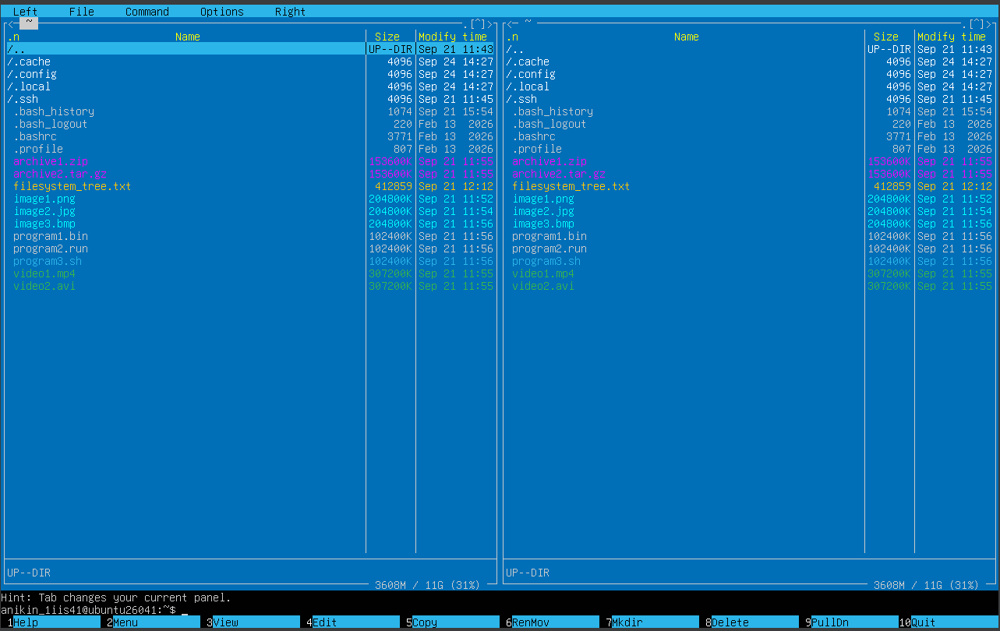 Left File Command Options Right
<─ ~ ─.[^]>┐ <─ ~ ─.[^]>
.n Name Size Modify time .n Name Size Modify time
/.. UP--DIR Sep 21 11:43 /.. UP--DIR Sep 21 11:43
/.cache 4096 Sep 24 14:27 /.cache 4096 Sep 24 14:27
/.config 4096 Sep 24 14:27 /.config 4096 Sep 24 14:27
/.local 4096 Sep 24 14:27 /.local 4096 Sep 24 14:27
/.ssh 4096 Sep 21 11:45 /.ssh 4096 Sep 21 11:45
.bash_history 1074 Sep 21 15:54 .bash_history 1074 Sep 21 15:54
.bash_logout 220 Feb 13 2026 .bash_logout 220 Feb 13 2026
.bashrc 3771 Feb 13 2026 .bashrc 3771 Feb 13 2026
.profile 807 Feb 13 2026 .profile 807 Feb 13 2026
archive1.zip 153600K Sep 21 11:55 archive1.zip 153600K Sep 21 11:55
archive2.tar.gz 153600K Sep 21 11:55 archive2.tar.gz 153600K Sep 21 11:55
filesystem_tree.txt 412859 Sep 21 12:12 filesystem_tree.txt 412859 Sep 21 12:12
image1.png 204800K Sep 21 11:52 image1.png 204800K Sep 21 11:52
image2.jpg 204800K Sep 21 11:54 image2.jpg 204800K Sep 21 11:54
image3.bmp 204800K Sep 21 11:56 image3.bmp 204800K Sep 21 11:56
program1.bin 102400K Sep 21 11:56 program1.bin 102400K Sep 21 11:56
program2.run 102400K Sep 21 11:56 program2.run 102400K Sep 21 11:56
program3.sh 102400K Sep 21 11:56 program3.sh 102400K Sep 21 11:56
video1.mp4 307200K Sep 21 11:55 video1.mp4 307200K Sep 21 11:55
video2.avi 307200K Sep 21 11:55 video2.avi 307200K Sep 21 11:55
UP--DIR UP--DIR
3608M / 11G (31%) 3608M / 11G (31%)
Hint: Tab changes your current panel.
anikin_1iis41@ubuntu26041:~$ _
1Help 2Menu 3View 4Edit 5Copy 6RenMov 7Mkdir 8Delete 9PullDn 10Quit